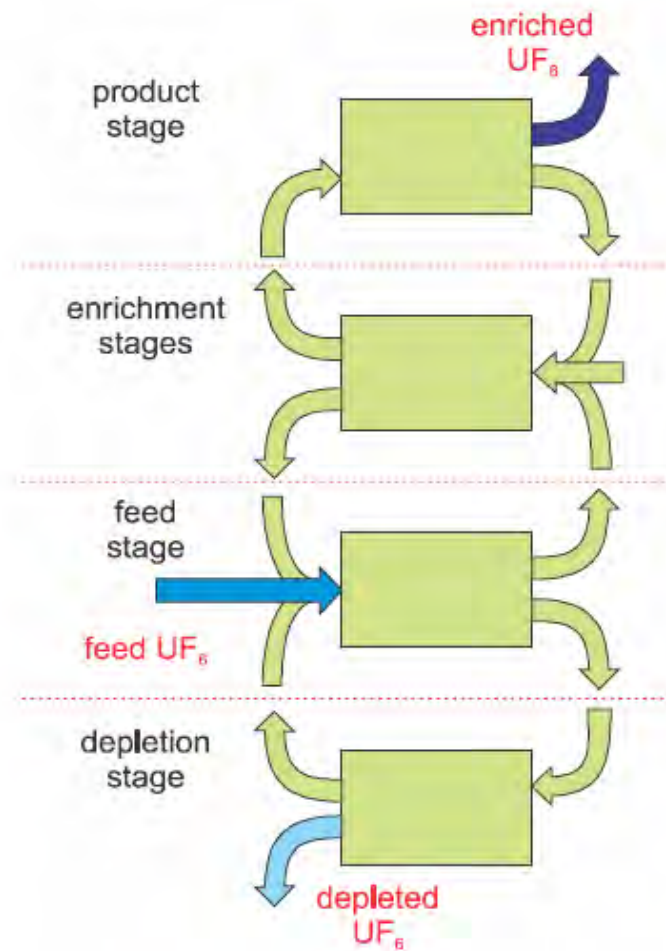 enriched
UF₆
product
stage
enrichment
stages
feed
stage
feed UF₆
depletion
stage
depleted
UF₆